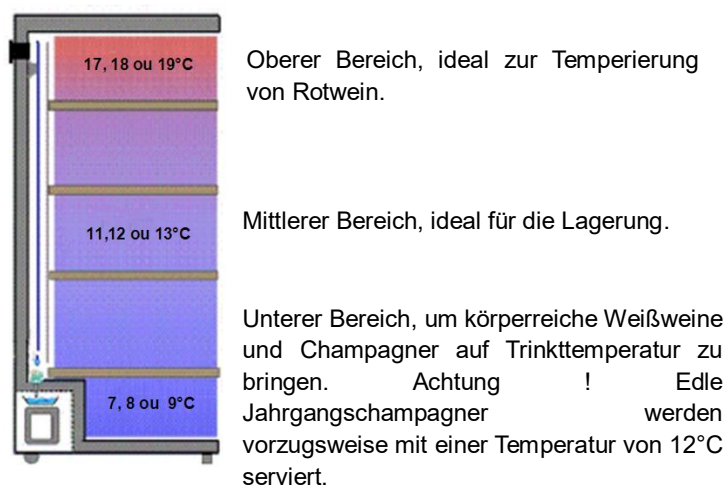 17, 18 ou 19°C
Oberer Bereich, ideal zur Temperierung
von Rotwein.
11,12 ou 13°C
Mittlerer Bereich, ideal für die Lagerung.
Unterer Bereich, um körperreiche Weißweine
und Champagner auf Trinkttemperatur zu
bringen. Achtung ! Edle
Jahrgangschampagner werden
vorzugsweise mit einer Temperatur von 12°C
serviert.
7, 8 ou 9°C